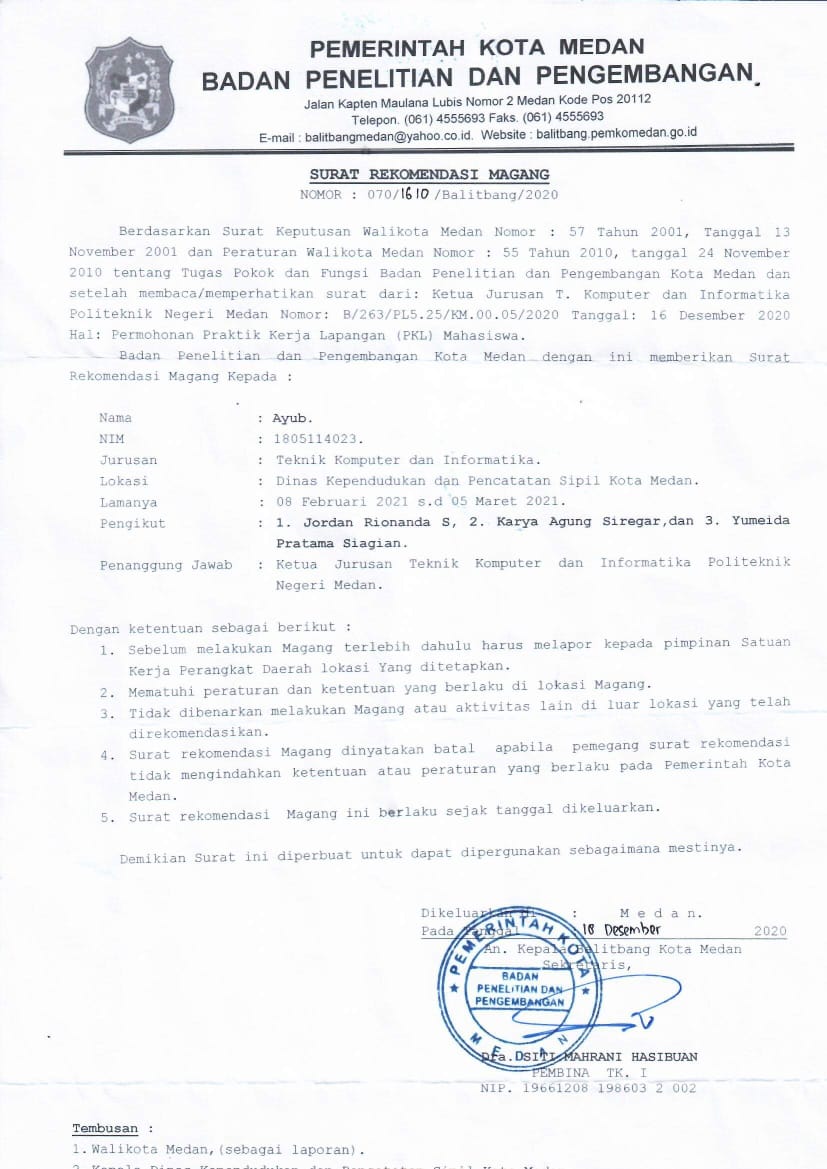 PEMERINTAH KOTA MEDAN
BADAN PENELITIAN DAN PENGEMBANGAN
Jalan Kapten Maulana Lubis Nomor 2 Medan Kode Pos 20112
Telepon. (061) 4555693 Faks. (061) 4555693
E-mail : balitbangmedan@yahoo.co.id. Website : balitbang.pemkomedan.go.id
SURAT REKOMENDASI MAGANG
NOMOR : 070/1610/Balitbang/2020
Berdasarkan Surat Keputusan Walikota Medan Nomor : 57 Tahun 2001, Tanggal 13
November 2001 dan Peraturan Walikota Medan Nomor : 55 Tahun 2010, tanggal 24 November
2010 tentang Tugas Pokok dan Fungsi Badan Penelitian dan Pengembangan Kota Medan dan
setelah membaca/memperhatikan surat dari: Ketua Jurusan T. Komputer dan Informatika
Politeknik Negeri Medan Nomor: B/263/PL5.25/KM.00.05/2020 Tanggal: 16 Desember 2020
Hal: Permohonan Praktik Kerja Lapangan (PKL) Mahasiswa.
Badan Penelitian dan Pengembangan Kota Medan dengan ini memberikan Surat
Rekomendasi Magang Kepada :
Nama : Ayub.
NIM : 1805114023.
Jurusan : Teknik Komputer dan Informatika.
Lokasi : Dinas Kependudukan dan Pencatatan Sipil Kota Medan.
Lamanya : 08 Februari 2021 s.d 05 Maret 2021.
Pengikut : 1. Jordan Rionanda S, 2. Karya Agung Siregar,dan 3. Yumeida
Pratama Siagian.
Penanggung Jawab : Ketua Jurusan Teknik Komputer dan Informatika Politeknik
Negeri Medan.
Dengan ketentuan sebagai berikut :
1. Sebelum melakukan Magang terlebih dahulu harus melapor kepada pimpinan Satuan
Kerja Perangkat Daerah lokasi Yang ditetapkan.
2. Mematuhi peraturan dan ketentuan yang berlaku di lokasi Magang.
3. Tidak dibenarkan melakukan Magang atau aktivitas lain di luar lokasi yang telah
direkomendasikan.
4. Surat rekomendasi Magang dinyatakan batal apabila pemegang surat rekomendasi
tidak mengindahkan ketentuan atau peraturan yang berlaku pada Pemerintah Kota
Medan.
5. Surat rekomendasi Magang ini berlaku sejak tanggal dikeluarkan.
Demikian Surat ini diperbuat untuk dapat dipergunakan sebagaimana mestinya.
Dikeluarkan di : M e d a n.
Pada Tanggal : 18 Desember 2020
An. Kepala Balitbang Kota Medan
Sekretaris,
PEMERINTAH KOTA
BADAN
PENELITIAN DAN
PENGEMBANGAN
MEDAN
Dra.DSITI MAHRANI HASIBUAN
PEMBINA TK. I
NIP. 19661208 198603 2 002
Tembusan :
1. Walikota Medan,(sebagai laporan).